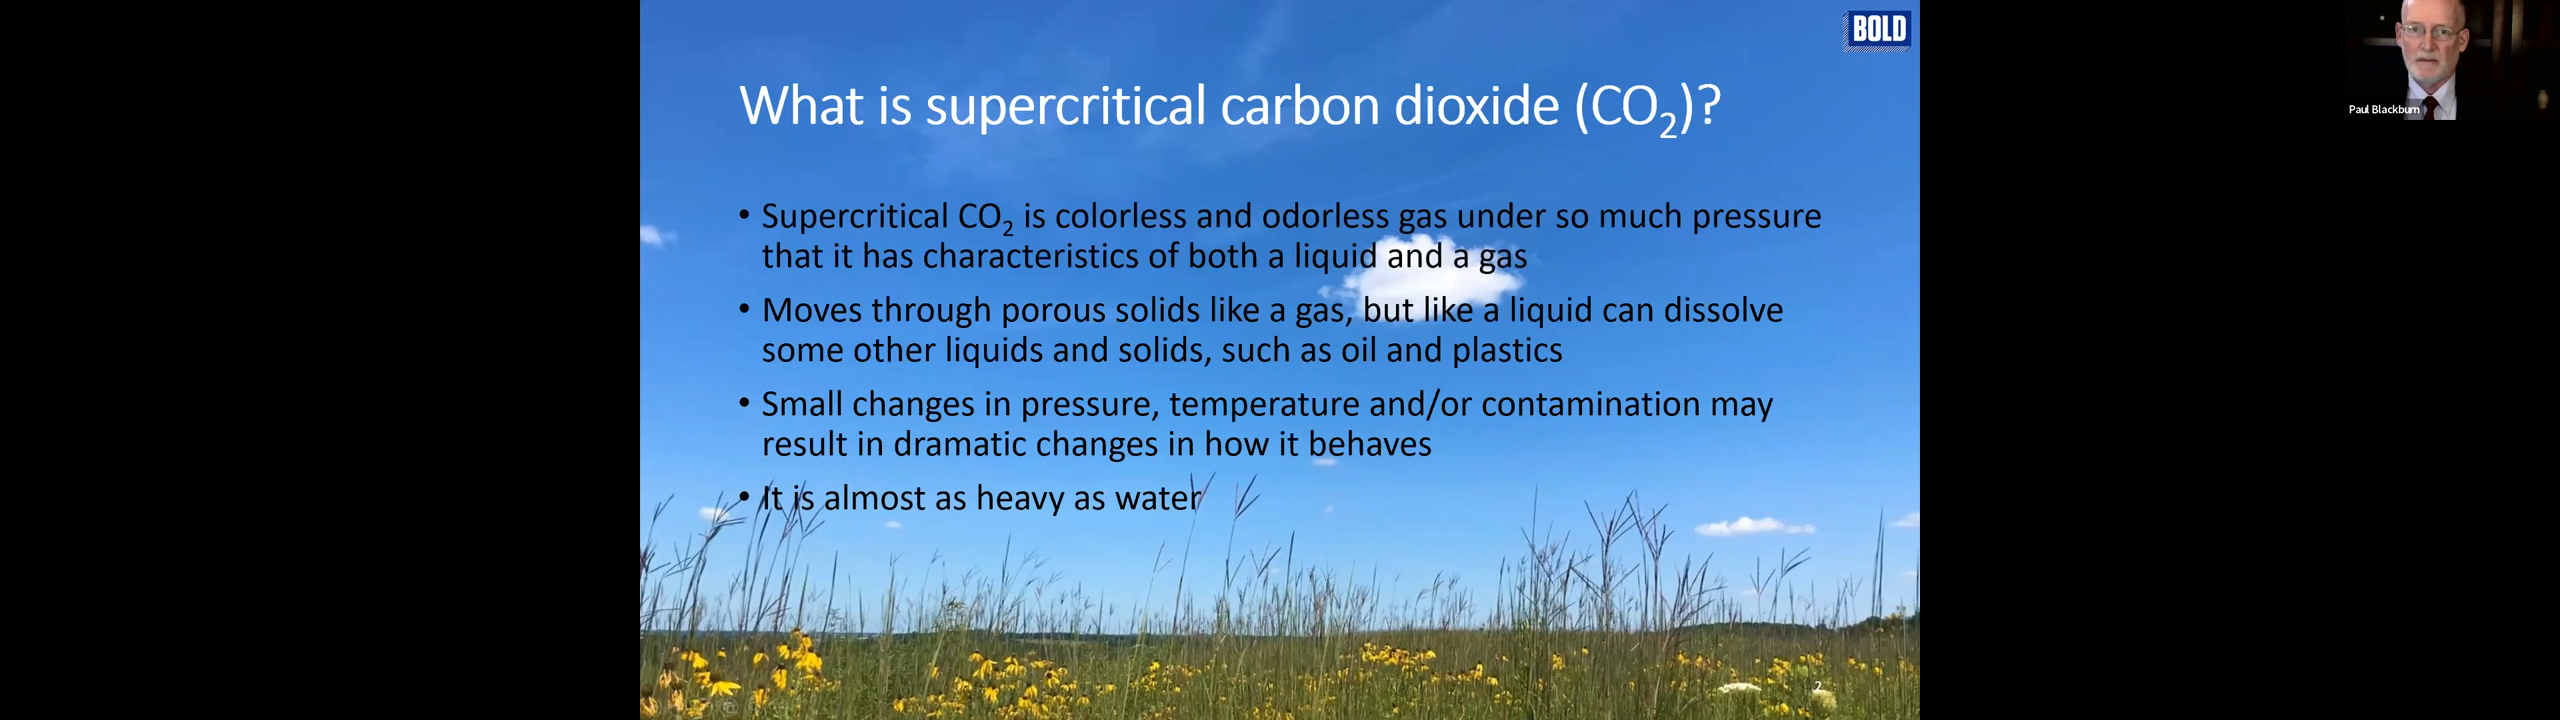 BOLD
What is supercritical carbon dioxide (CO₂)?
• Supercritical CO₂ is colorless and odorless gas under so much pressure
that it has characteristics of both a liquid and a gas
• Moves through porous solids like a gas, but like a liquid can dissolve
some other liquids and solids, such as oil and plastics
• Small changes in pressure, temperature and/or contamination may
result in dramatic changes in how it behaves
• It is almost as heavy as water
2
Paul Blackburn